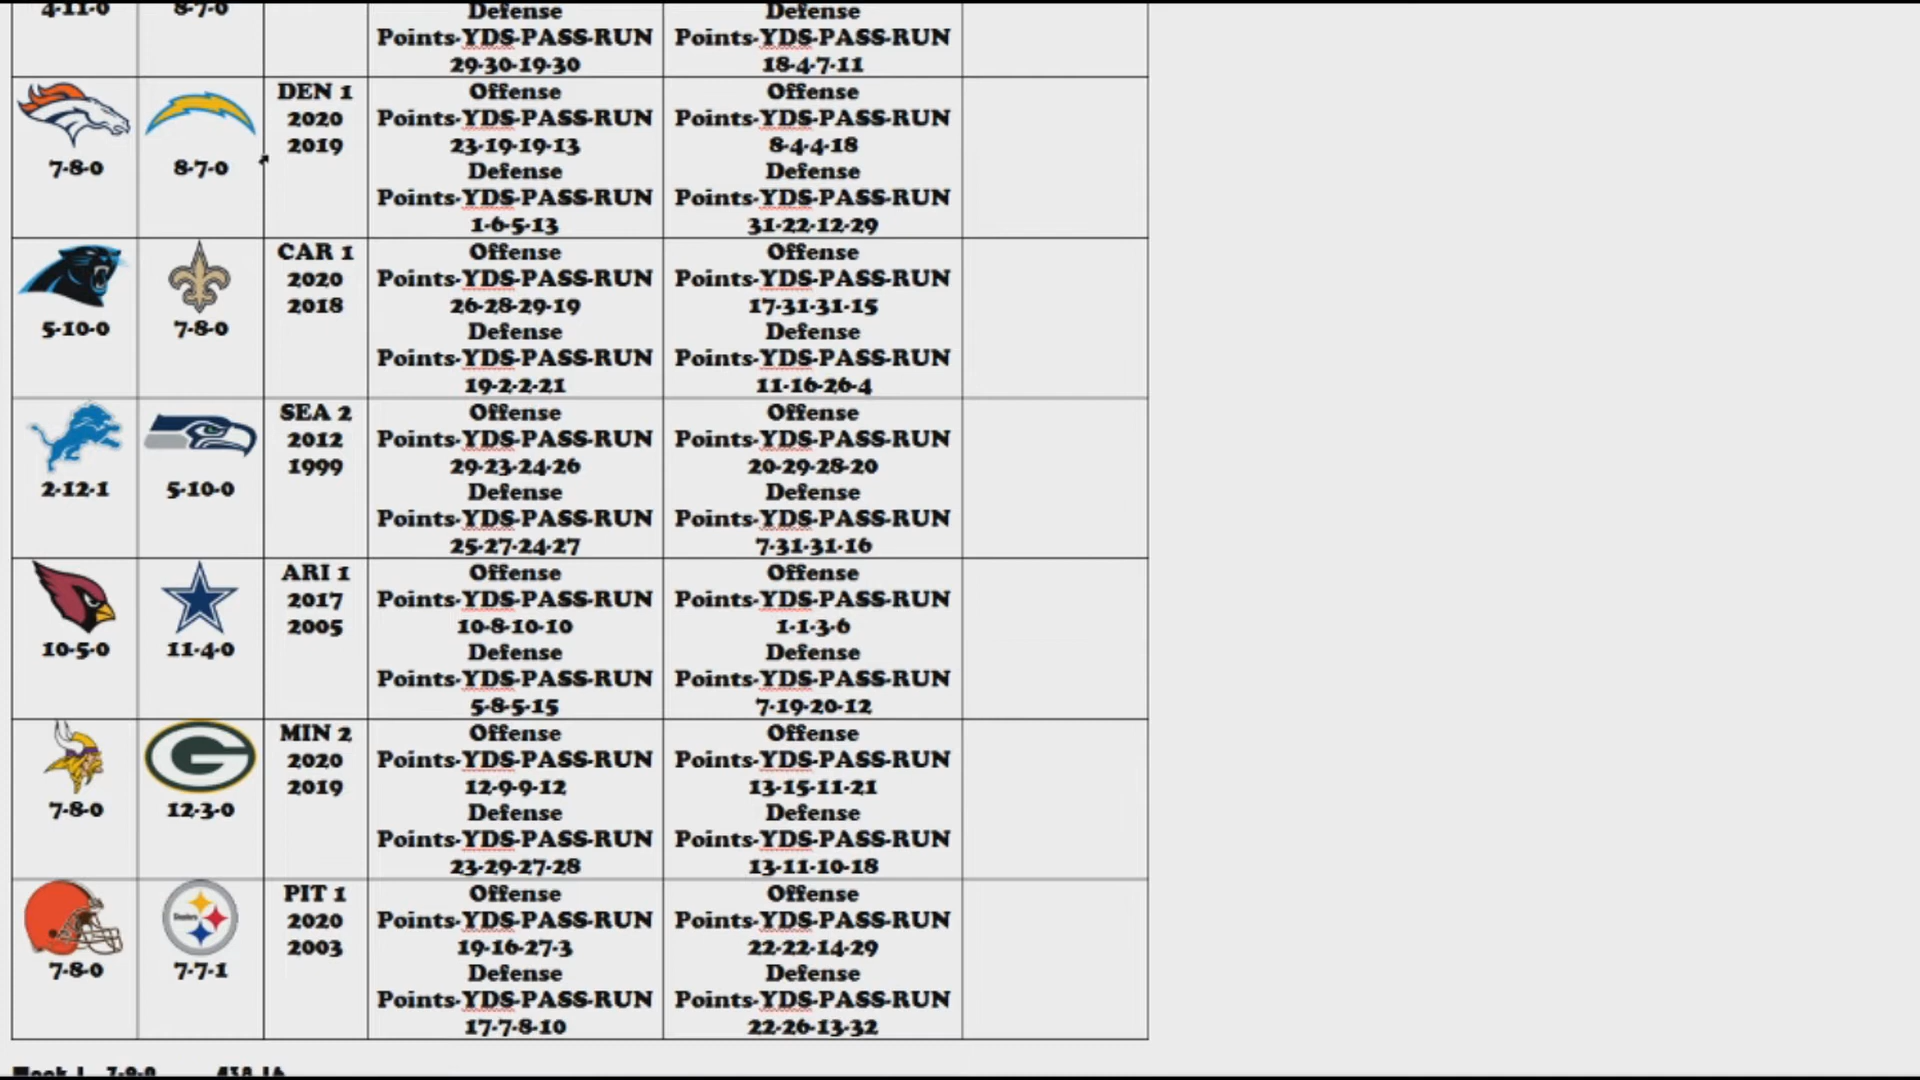 4-11-0 8-7-0 Defense Defense
Points-YDS-PASS-RUN Points-YDS-PASS-RUN
29-30-19-30 18-4-7-11
DEN 1 Offense Offense
2020 Points-YDS-PASS-RUN Points-YDS-PASS-RUN
2019 23-19-19-13 8-4-4-18
7-8-0 8-7-0 Defense Defense
Points-YDS-PASS-RUN Points-YDS-PASS-RUN
1-6-5-13 31-22-12-29
CAR 1 Offense Offense
2020 Points-YDS-PASS-RUN Points-YDS-PASS-RUN
2018 26-28-29-19 17-31-31-15
5-10-0 7-8-0 Defense Defense
Points-YDS-PASS-RUN Points-YDS-PASS-RUN
19-2-2-21 11-16-26-4
SEA 2 Offense Offense
2012 Points-YDS-PASS-RUN Points-YDS-PASS-RUN
1999 29-23-24-26 20-29-28-20
2-12-1 5-10-0 Defense Defense
Points-YDS-PASS-RUN Points-YDS-PASS-RUN
25-27-24-27 7-31-31-16
ARI 1 Offense Offense
2017 Points-YDS-PASS-RUN Points-YDS-PASS-RUN
2005 10-8-10-10 1-1-3-6
10-5-0 11-4-0 Defense Defense
Points-YDS-PASS-RUN Points-YDS-PASS-RUN
5-8-5-15 7-19-20-12
MIN 2 Offense Offense
2020 Points-YDS-PASS-RUN Points-YDS-PASS-RUN
2019 12-9-9-12 13-15-11-21
7-8-0 12-3-0 Defense Defense
Points-YDS-PASS-RUN Points-YDS-PASS-RUN
23-29-27-28 13-11-10-18
PIT 1 Offense Offense
2020 Points-YDS-PASS-RUN Points-YDS-PASS-RUN
2003 19-16-27-3 22-22-14-29
7-8-0 7-7-1 Defense Defense
Points-YDS-PASS-RUN Points-YDS-PASS-RUN
17-7-8-10 22-26-13-32
Week 1